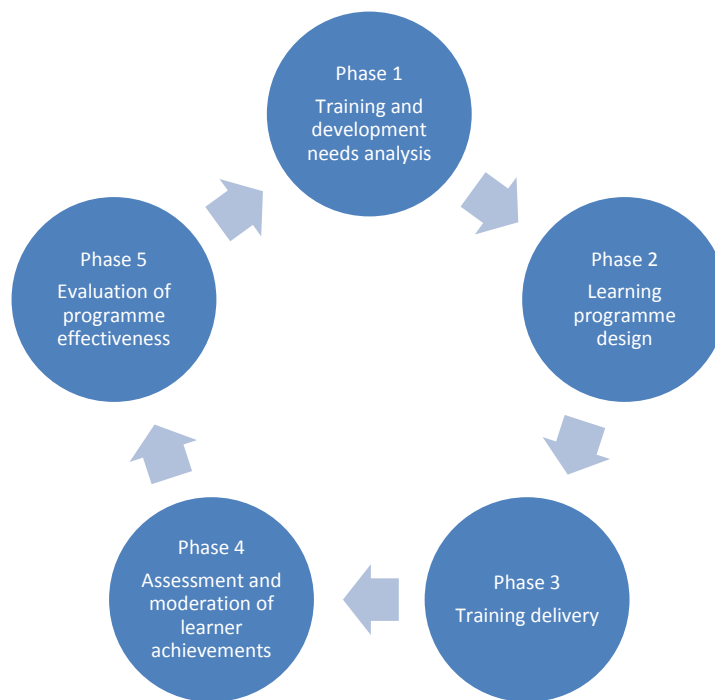 Phase 1
Training and
development
needs analysis
Phase 2
Learning
programme
design
Phase 3
Training delivery
Phase 4
Assessment and
moderation of
learner
achievements
Phase 5
Evaluation of
programme
effectiveness